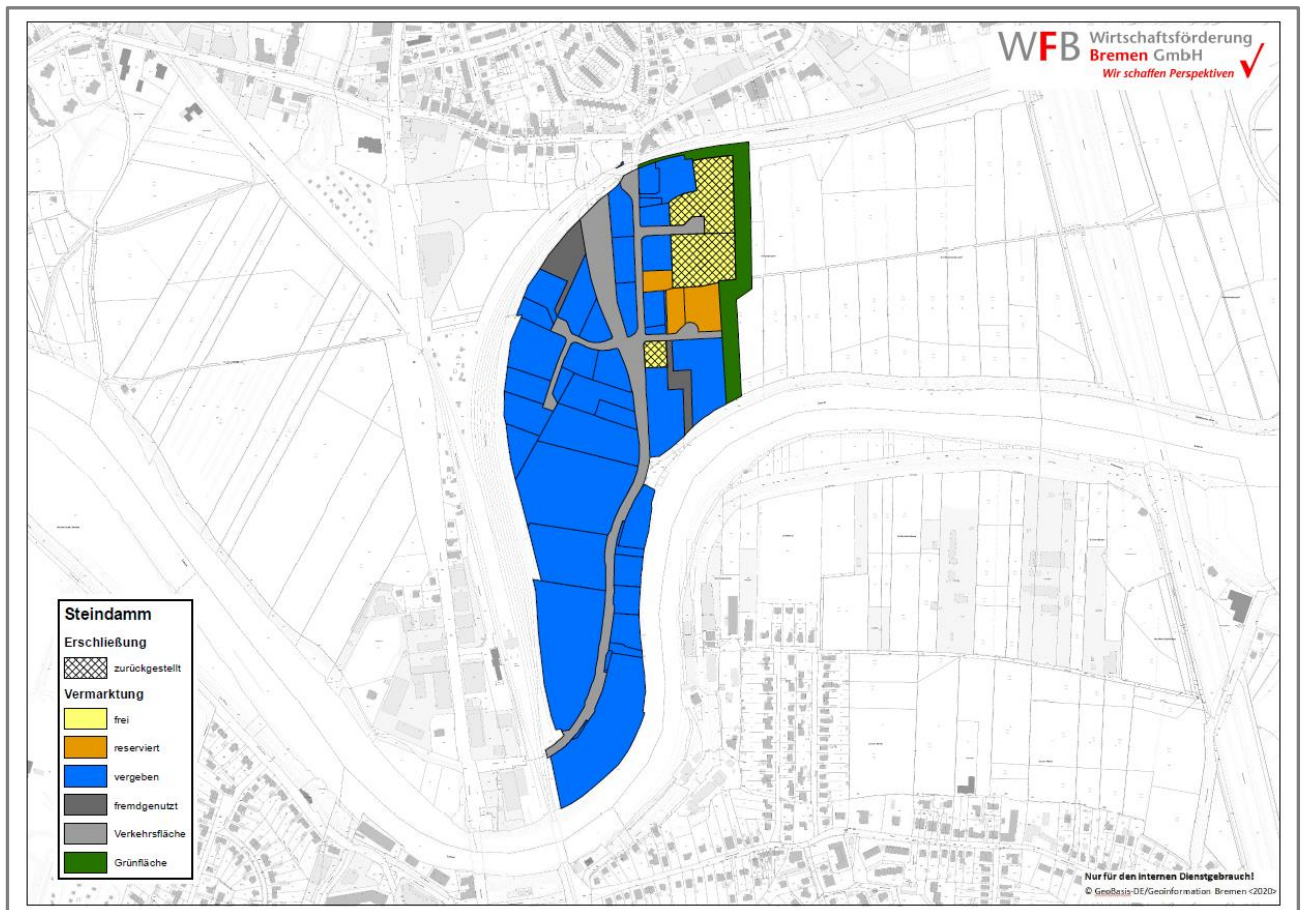 WFB Wirtschaftsförderung
Bremen GmbH
Wir schaffen Perspektiven
Steindamm
Erschließung
zurückgestellt
Vermarktung
frei
reserviert
vergeben
fremdgenutzt
Verkehrsfläche
Grünfläche
Nur für den internen Dienstgebrauch!
© GeoBasis-DE/Geoinformation Bremen <2020>